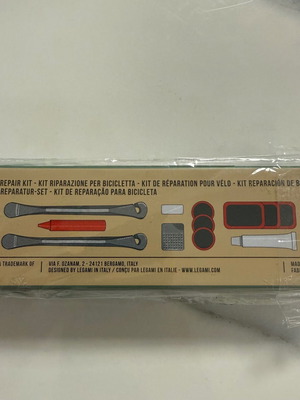 REPAIR KIT - KIT RIPARAZIONE PER BICICLETTA - KIT DE RÉPARATION POUR VÉLO - KIT REPARACIÓN DE
REPARATUR-SET - KIT DE REPARAÇÃO PARA BICICLETA
TRADEMARK OF
VIA F. OZANAM, 2 - 24121 BERGAMO, ITALY
DESIGNED BY LEGAMI IN ITALY / CONÇU PAR LEGAMI EN ITALIE - WWW.LEGAMI.COM